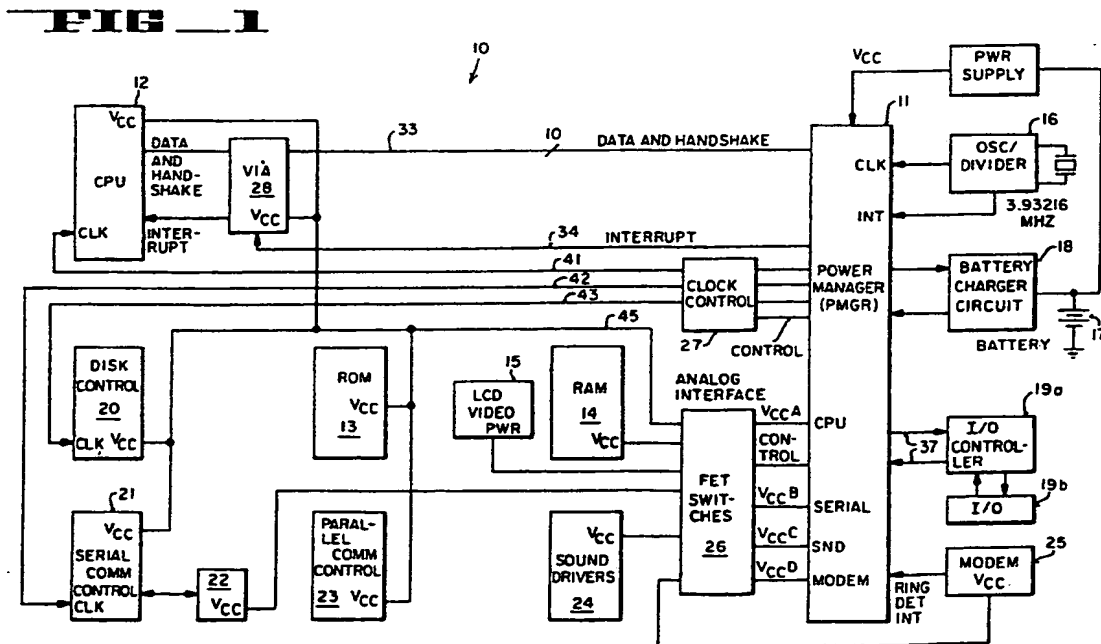 FIG _ 1
10
12
VCC
CPU
CLK
DATA
AND
HAND-
SHAKE
INTER-
RUPT
VIA
28
VCC
33
10
DATA AND HANDSHAKE
34 INTERRUPT
41
42
43
45
CLOCK
CONTROL
27
CONTROL
11
VCC
PWR
SUPPLY
CLK
INT
16
OSC/
DIVIDER
3.93216
MHZ
POWER
MANAGER
(PMGR)
18
BATTERY
CHARGER
CIRCUIT
BATTERY
17
DISK
CONTROL
20
CLK VCC
ROM
VCC
13
15
LCD
VIDEO
PWR
RAM
14
VCC
ANALOG
INTERFACE
FET
SWIT-
CHES
26
VCCA
CON-
TROL
VCCB
VCCC
VCCD
CPU
SERIAL
SND
MODEM
37
19a
I/O
CONTROL-
LER
I/O
19b
21
VCC
SERIAL
COMM
CONTROL
CLK
22
VCC
PARAL-
LEL
COMM
CONTROL
23 VCC
VCC
SOUND
DRIVERS
24
RING
DET
INT
25
MODEM
VCC